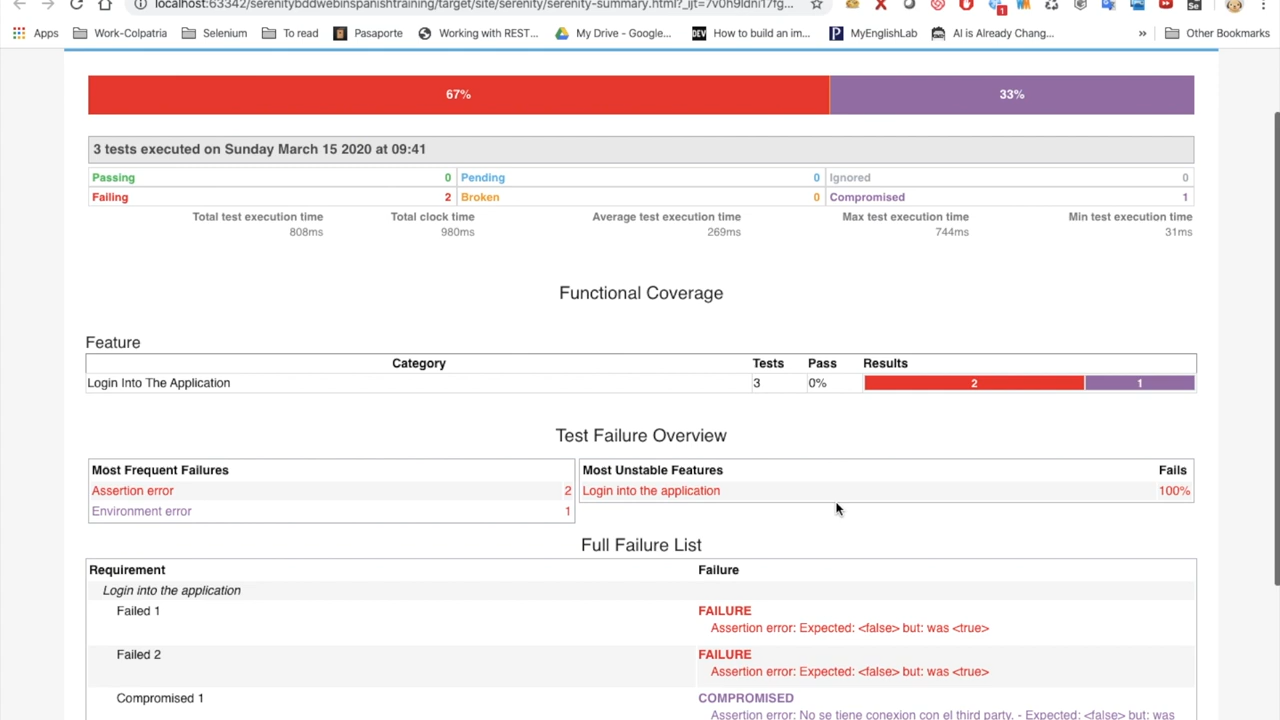 localhost:63342/serenitybddwebinspanishtraining/target/site/serenity/serenity-summary.html?_ijt=7v0h9ldni17fg...
Apps Work-Colpatria Selenium To read Pasaporte Working with REST... My Drive - Google... DEV How to build an im... MyEnglishLab AI is Already Chang... » Other Bookmarks
67% 33%
3 tests executed on Sunday March 15 2020 at 09:41
Passing 0 Pending 0 Ignored 0
Failing 2 Broken 0 Compromised 1
Total test execution time Total clock time Average test execution time Max test execution time Min test execution time
808ms 980ms 269ms 744ms 31ms
Functional Coverage
Feature
Category Tests Pass Results
Login Into The Application 3 0% 2 1
Test Failure Overview
Most Frequent Failures Most Unstable Features Fails
Assertion error 2 Login into the application 100%
Environment error 1
Full Failure List
Requirement Failure
Login into the application
Failed 1 FAILURE
Assertion error: Expected: <false> but: was <true>
Failed 2 FAILURE
Assertion error: Expected: <false> but: was <true>
Compromised 1 COMPROMISED
Assertion error: No se tiene conexion con el third party. - Expected: <false> but: was